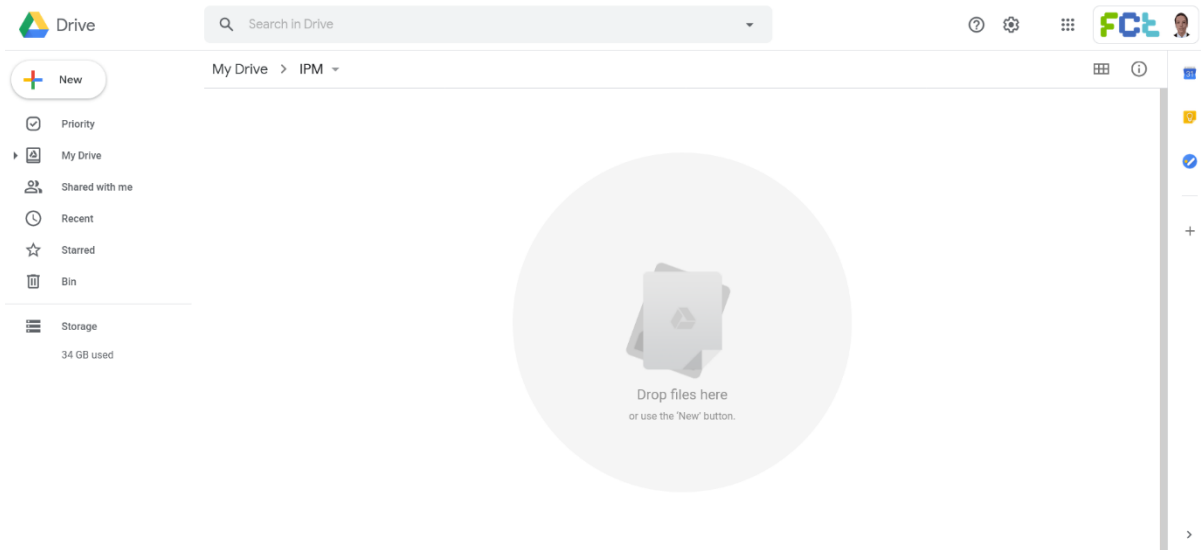 Drive
Search in Drive
FCt
New
My Drive > IPM
31
Priority
My Drive
Shared with me
Recent
Starred
Bin
Storage
34 GB used
Drop files here
or use the 'New' button.